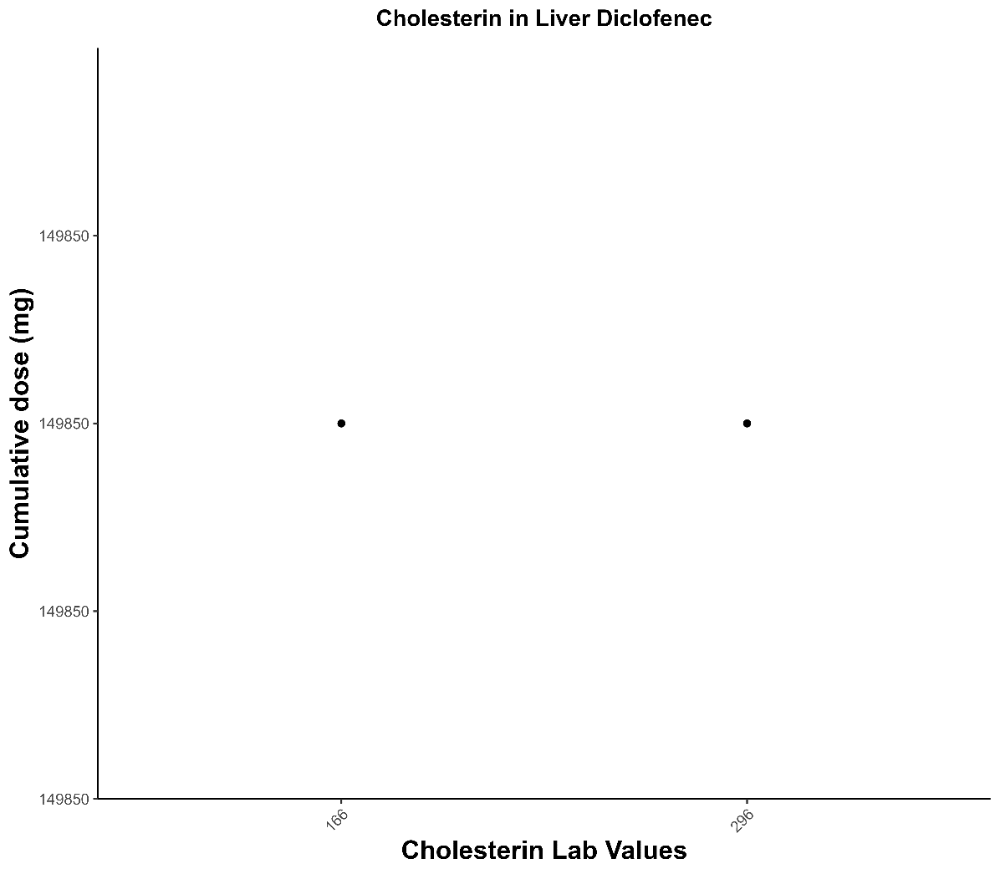 Cholesterin in Liver Diclofenec
149850
149850
149850
149850
Cumulative dose (mg)
166
296
Cholesterin Lab Values